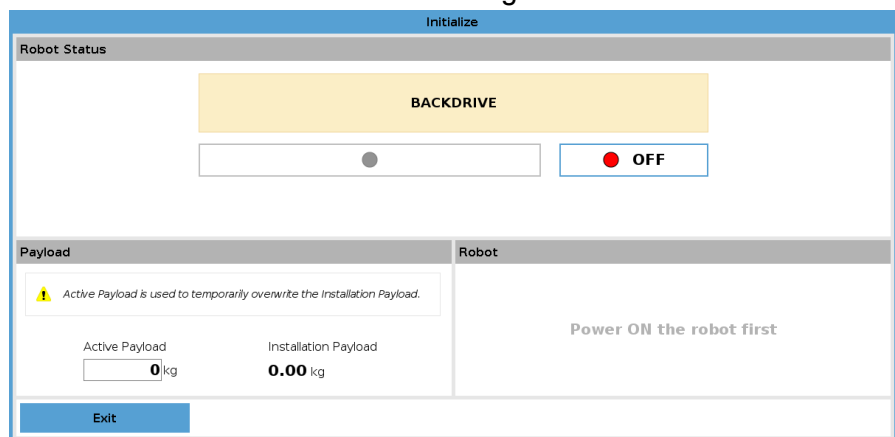 Initialize
Robot Status
BACKDRIVE
OFF
Payload
Robot
Active Payload is used to temporarily overwrite the Installation Payload.
Power ON the robot first
Active Payload
Installation Payload
0 kg
0.00 kg
Exit